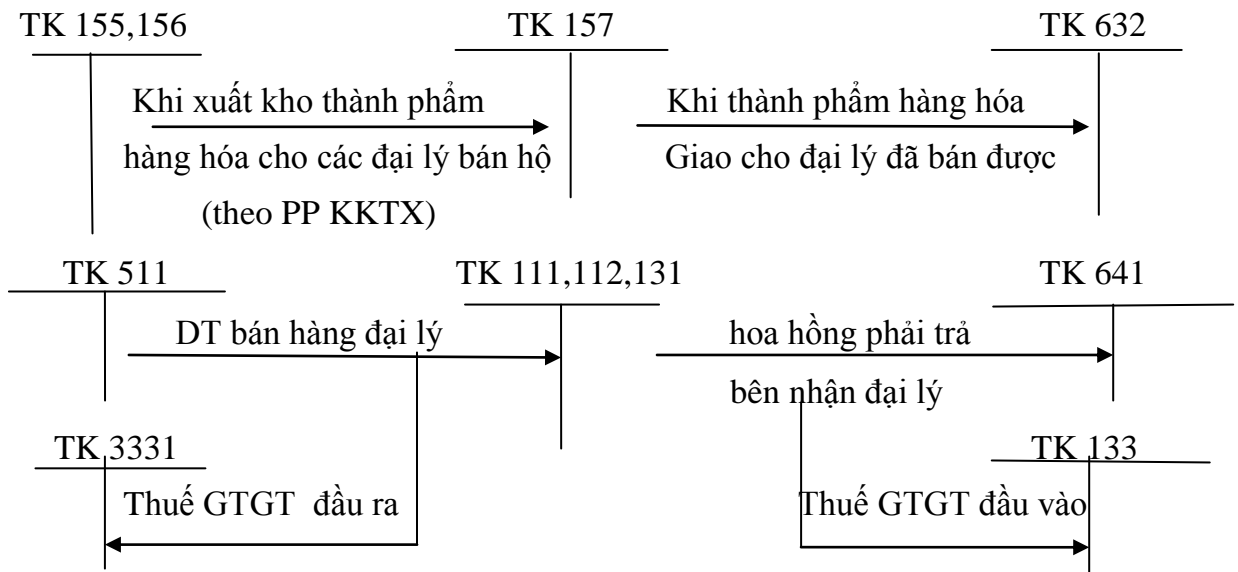 TK 155,156 TK 157 TK 632
Khi xuất kho thành phẩm Khi thành phẩm hàng hóa
hàng hóa cho các đại lý bán hộ Giao cho đại lý đã bán được
(theo PP KKTX)
TK 511 TK 111,112,131 TK 641
DT bán hàng đại lý hoa hồng phải trả
bên nhận đại lý
TK 3331 TK 133
Thuế GTGT đầu ra Thuế GTGT đầu vào